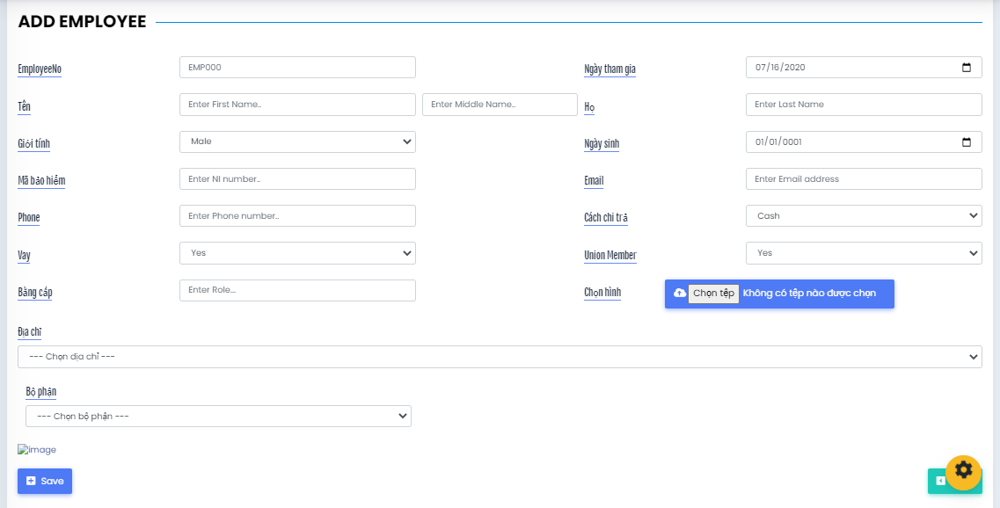 ADD EMPLOYEE
EmployeeNo EMP000 Ngày tham gia 07/16/2020
Tên Enter First Name.. Enter Middle Name.. Họ Enter Last Name
Giới tính Male Ngày sinh 01/01/0001
Mã bảo hiểm Enter NI number.. Email Enter Email address
Phone Enter Phone number.. Cách chi trả Cash
Vay Yes Union Member Yes
Bằng cấp Enter Role... Chọn hình Chọn tệp Không có tệp nào được chọn
Địa chỉ
--- Chọn địa chỉ ---
Bộ phận
--- Chọn bộ phân ---
image
Save